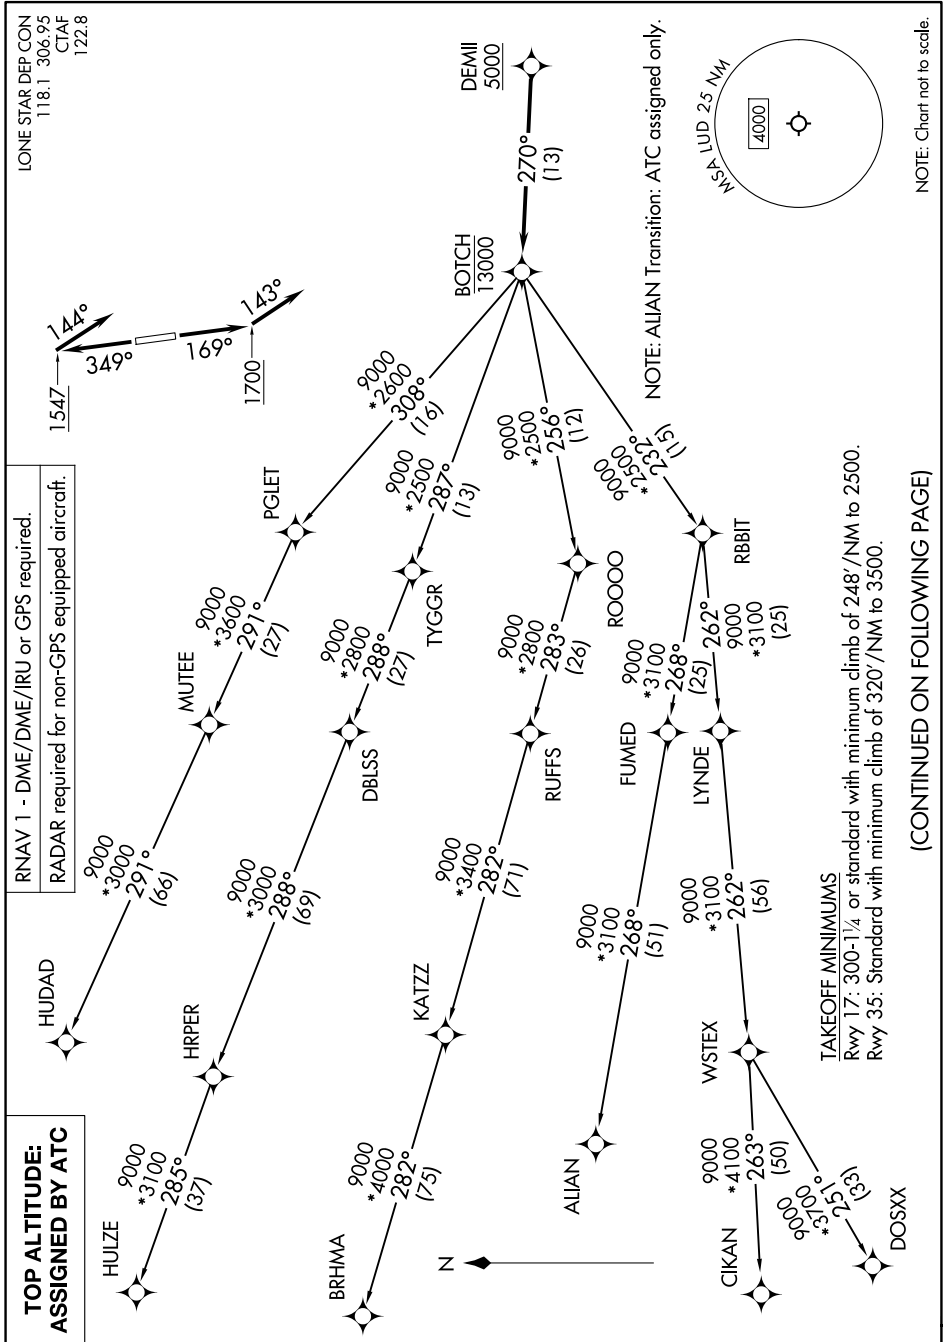 TOP ALTITUDE:
ASSIGNED BY ATC
RNAV 1 - DME/DME/IRU or GPS required.
RADAR required for non-GPS equipped aircraft.
LONE STAR DEP CON
118.1 306.95
CTAF
122.8
1547
144°
349°
169°
143°
1700
HUDAD
9000
*3000
291°
(66)
MUTEE
9000
*3600
291°
(27)
PGLET
9000
*2600
308°
(16)
HULZE
9000
*3100
285°
(37)
HRPER
9000
*3000
288°
(69)
DBLSS
9000
*2800
288°
(27)
TYGGR
9000
*2500
287°
(13)
BOTCH
13000
270°
(13)
DEMII
5000
BRHMA
9000
*4000
282°
(75)
KATZZ
9000
*3400
282°
(71)
RUFFS
9000
*2800
283°
(26)
ROOOO
9000
*2500
256°
(12)
N
ALIAN
9000
*3100
268°
(51)
FUMED
9000
*3100
268°
(25)
RBBIT
9000
*2500
232°
(15)
CIKAN
9000
*4100
263°
(50)
WSTEX
9000
*3100
262°
(56)
LYNDE
262°
9000
*3100
(25)
DOSXX
9000
*3700
251°
(33)
NOTE: ALIAN Transition: ATC assigned only.
MSA LUD 25 NM
4000
TAKEOFF MINIMUMS
Rwy 17: 300-1¼ or standard with minimum climb of 248'/NM to 2500.
Rwy 35: Standard with minimum climb of 320'/NM to 3500.
(CONTINUED ON FOLLOWING PAGE)
NOTE: Chart not to scale.